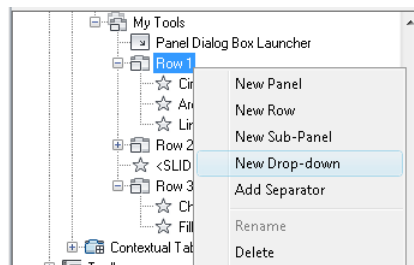 My Tools
Panel Dialog Box Launcher
Row 1
New Panel
New Row
New Sub-Panel
Row 2
New Drop-down
<SLID
Row 3
Add Separator
Rename
Contextual Tab
Delete